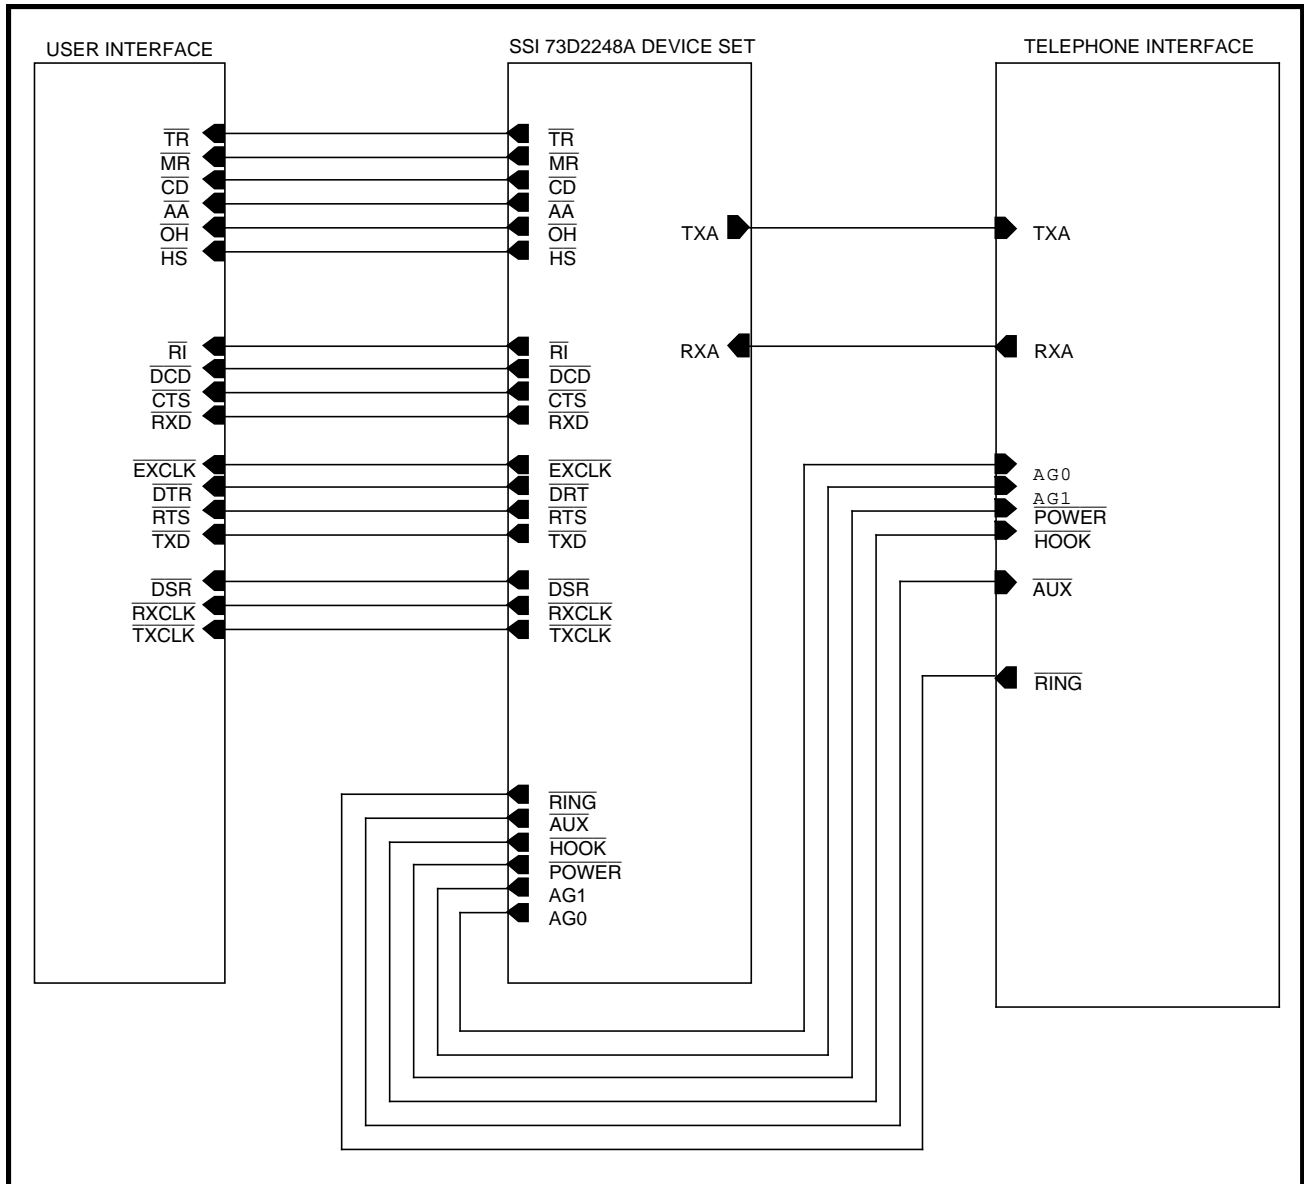 USER INTERFACE
TR
MR
CD
AA
OH
HS
RI
DCD
CTS
RXD
EXCLK
DTR
RTS
TXD
DSR
RXCLK
TXCLK
SSI 73D2248A DEVICE SET
TR
MR
CD
AA
OH
HS
TXA
RXA
RI
DCD
CTS
RXD
EXCLK
DRT
RTS
TXD
DSR
RXCLK
TXCLK
RING
AUX
HOOK
POWER
AG1
AG0
TELEPHONE INTERFACE
TXA
RXA
AG0
AG1
POWER
HOOK
AUX
RING